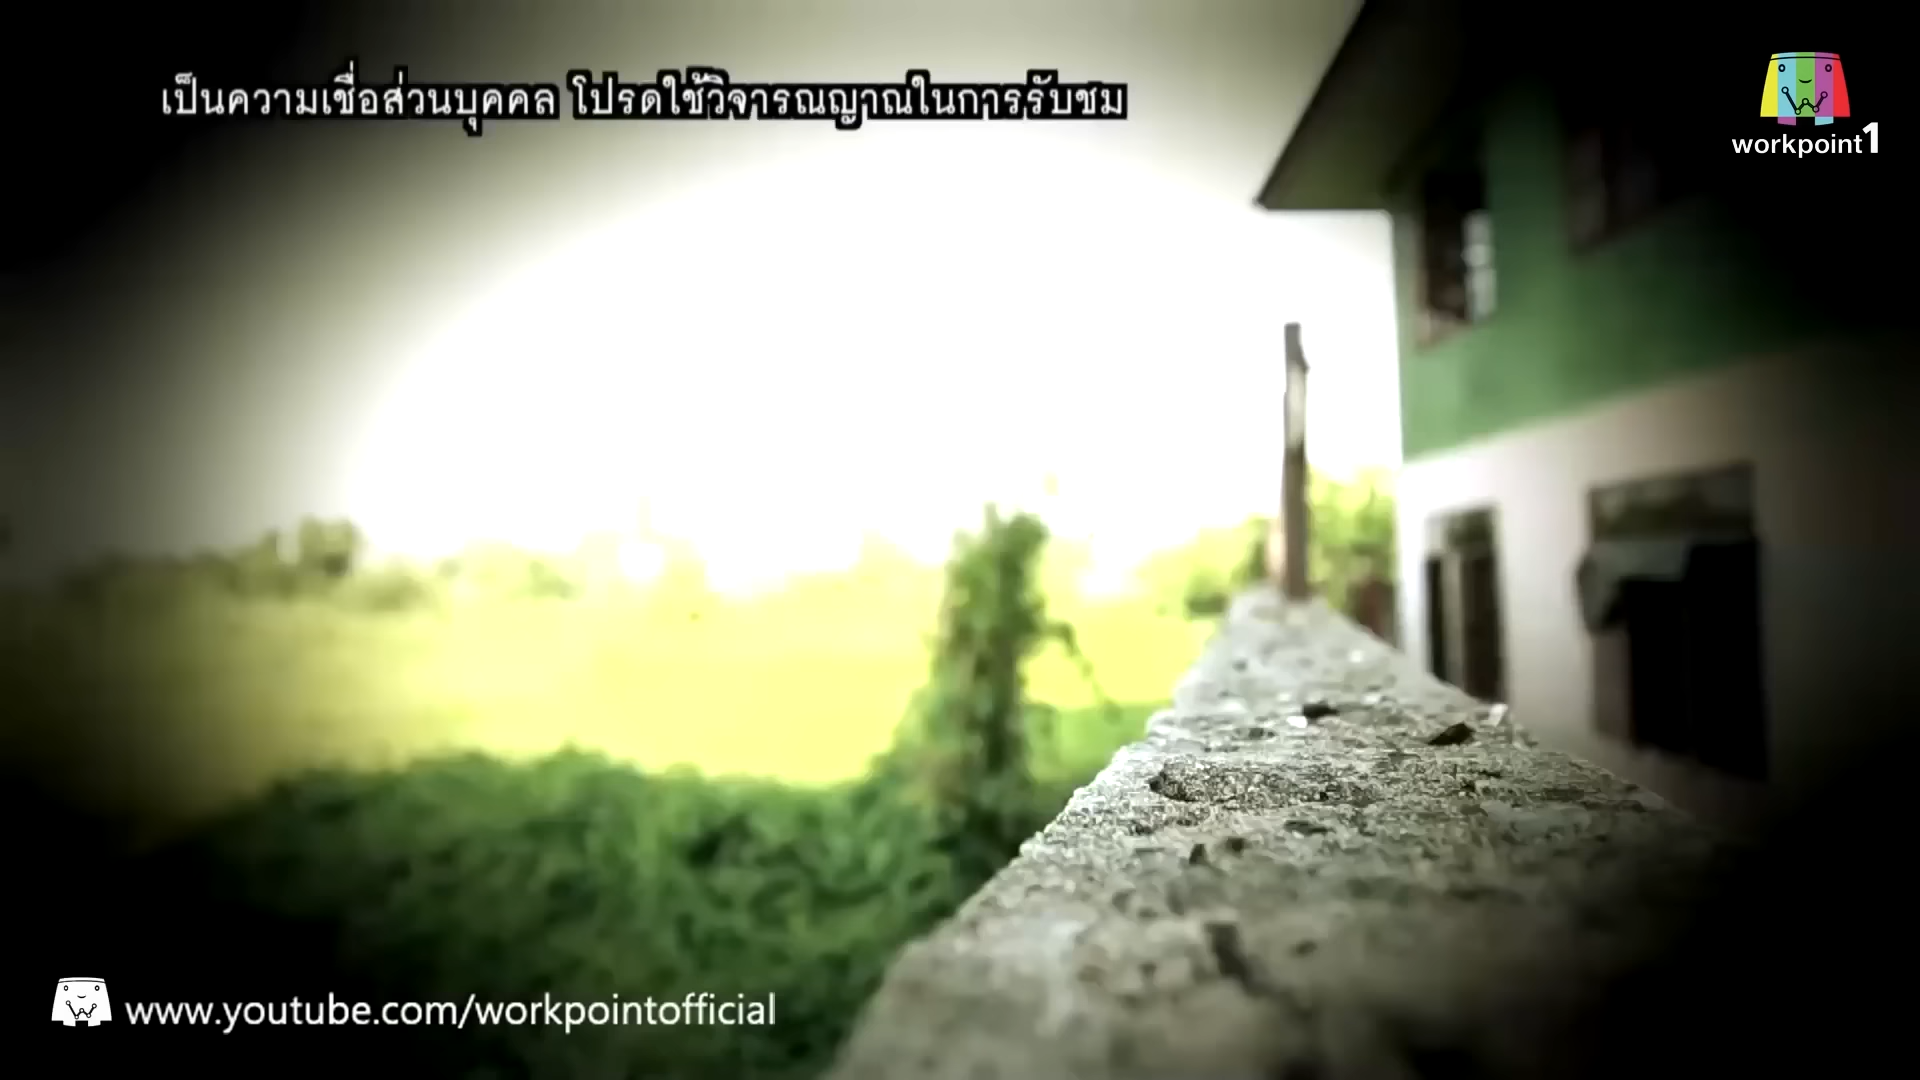 เป็นความเชื่อส่วนบุคคล โปรดใช้วิจารณญาณในการรับชม
workpoint1
www.youtube.com/workpointofficial